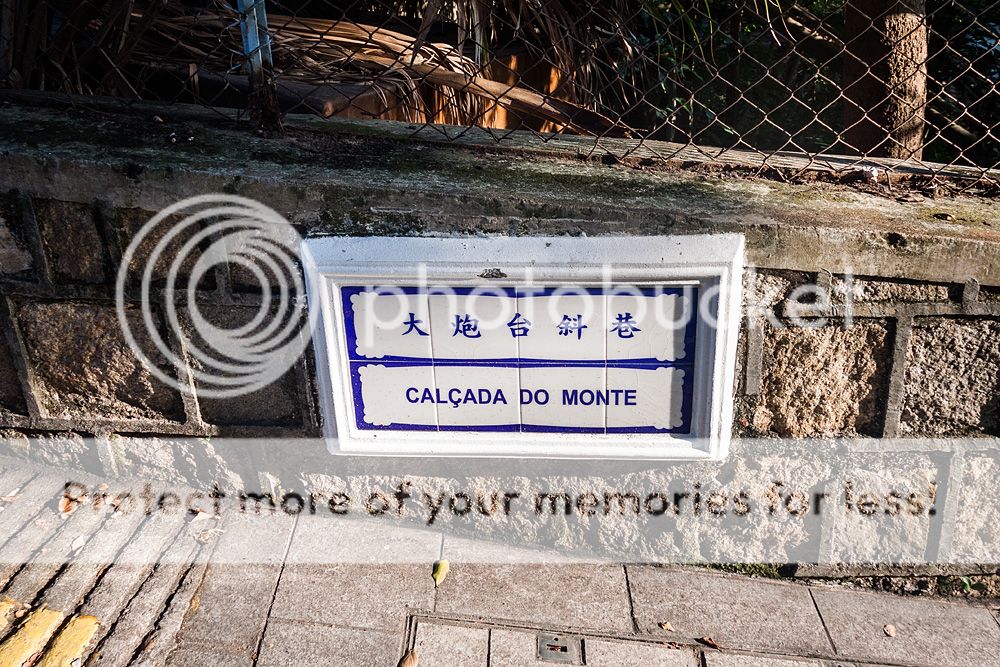 photobucket
大炮台斜巷
CALÇADA DO MONTE
Protect more of your memories for less!